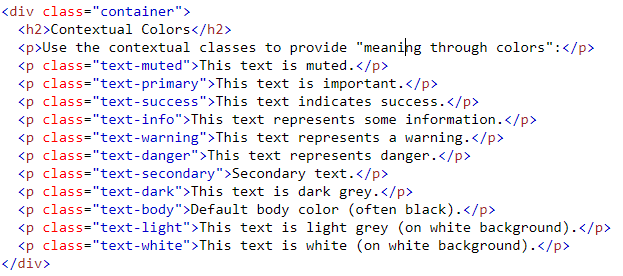 <div class="container">
  <h2>Contextual Colors</h2>
  <p>Use the contextual classes to provide "meaning through colors":</p>
  <p class="text-muted">This text is muted.</p>
  <p class="text-primary">This text is important.</p>
  <p class="text-success">This text indicates success.</p>
  <p class="text-info">This text represents some information.</p>
  <p class="text-warning">This text represents a warning.</p>
  <p class="text-danger">This text represents danger.</p>
  <p class="text-secondary">Secondary text.</p>
  <p class="text-dark">This text is dark grey.</p>
  <p class="text-body">Default body color (often black).</p>
  <p class="text-light">This text is light grey (on white background).</p>
  <p class="text-white">This text is white (on white background).</p>
</div>